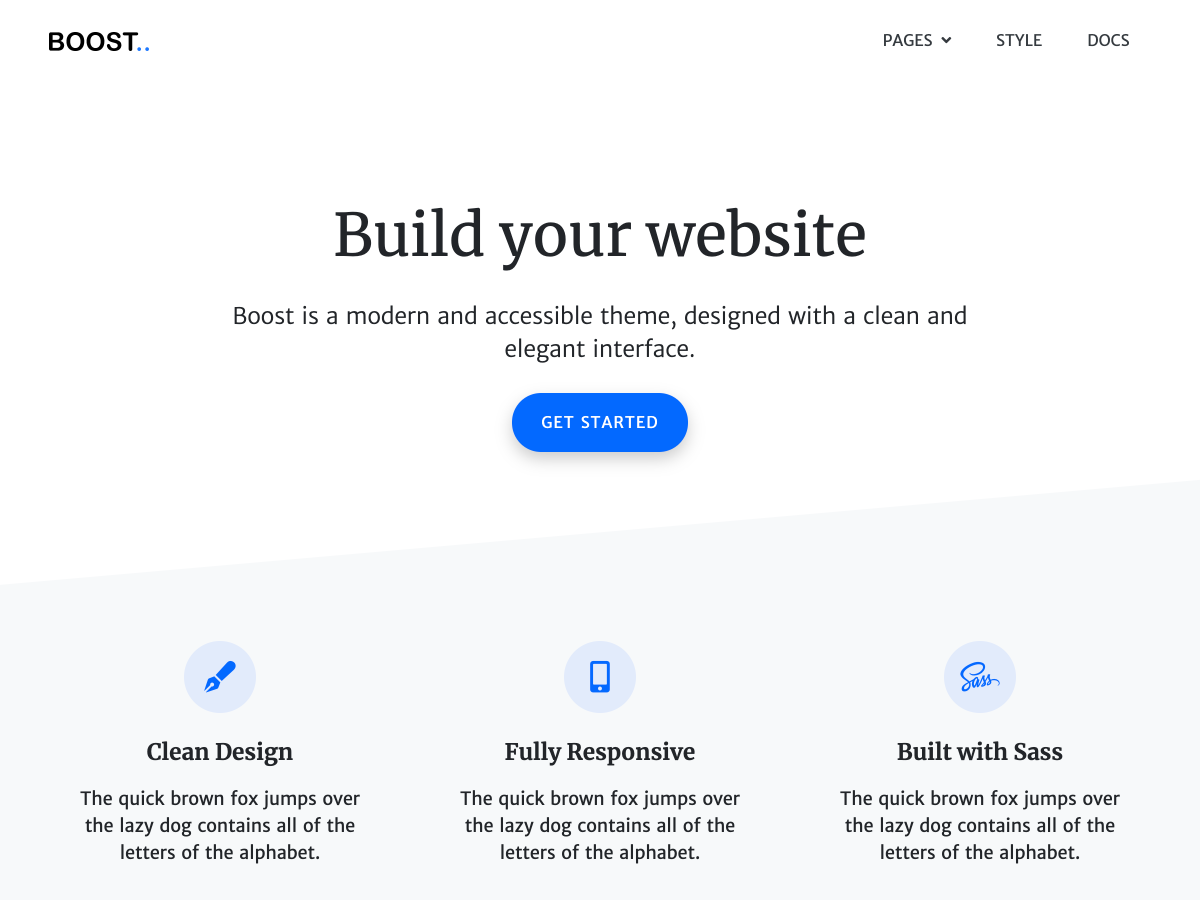 BOOST..
PAGES STYLE DOCS
Build your website
Boost is a modern and accessible theme, designed with a clean and
elegant interface.
GET STARTED
Sass
Clean Design
The quick brown fox jumps over
the lazy dog contains all of the
letters of the alphabet.
Fully Responsive
The quick brown fox jumps over
the lazy dog contains all of the
letters of the alphabet.
Built with Sass
The quick brown fox jumps over
the lazy dog contains all of the
letters of the alphabet.